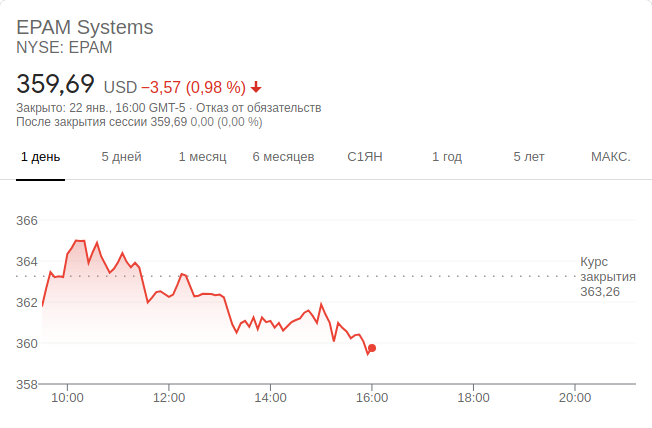 EPAM Systems
NYSE: EPAM
359,69 USD −3,57 (0,98 %)
Закрыто: 22 янв., 16:00 GMT-5 · Отказ от обязательств
После закрытия сессии 359,69 0,00 (0,00 %)
1 день 5 дней 1 месяц 6 месяцев С1ЯН 1 год 5 лет МАКС.
366
364
Курс
закрытия
363,26
362
360
358
10:00 12:00 14:00 16:00 18:00 20:00